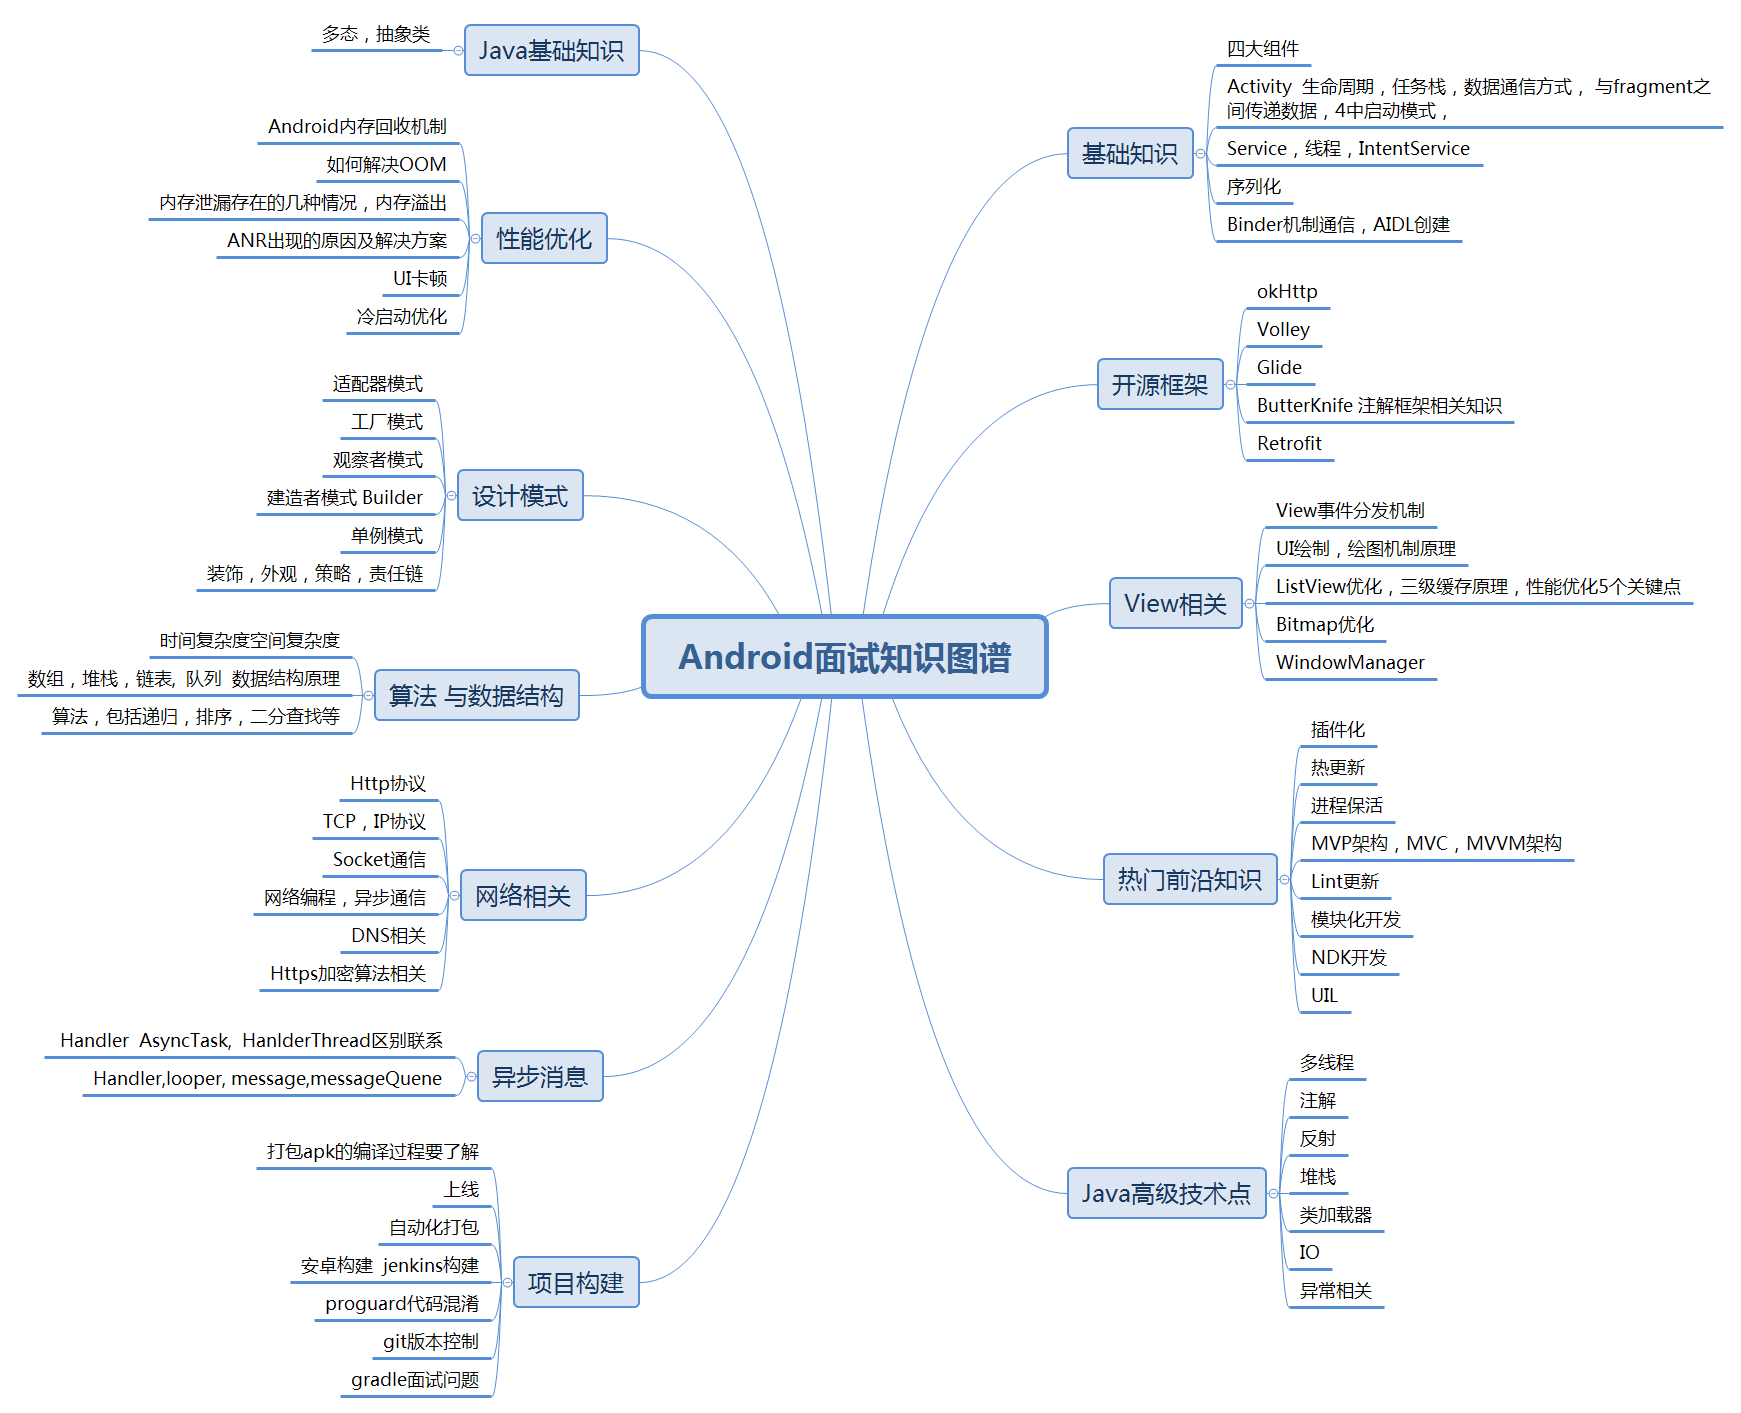 Android面试知识图谱
Java基础知识
多态，抽象类
性能优化
Android内存回收机制
如何解决OOM
内存泄漏存在的几种情况，内存溢出
ANR出现的原因及解决方案
UI卡顿
冷启动优化
设计模式
适配器模式
工厂模式
观察者模式
建造者模式 Builder
单例模式
装饰，外观，策略，责任链
算法 与数据结构
时间复杂度空间复杂度
数组，堆栈，链表,  队列  数据结构原理
算法，包括递归，排序，二分查找等
网络相关
Http协议
TCP，IP协议
Socket通信
网络编程，异步通信
DNS相关
Https加密算法相关
异步消息
Handler  AsyncTask,  HanlderThread区别联系
Handler,looper, message,messageQuene
项目构建
打包apk的编译过程要了解
上线
自动化打包
安卓构建  jenkins构建
proguard代码混淆
git版本控制
gradle面试问题
基础知识
四大组件
Activity  生命周期，任务栈，数据通信方式， 与fragment之
间传递数据，4中启动模式，
Service，线程，IntentService
序列化
Binder机制通信，AIDL创建
开源框架
okHttp
Volley
Glide
ButterKnife 注解框架相关知识
Retrofit
View相关
View事件分发机制
UI绘制，绘图机制原理
ListView优化，三级缓存原理，性能优化5个关键点
Bitmap优化
WindowManager
热门前沿知识
插件化
热更新
进程保活
MVP架构，MVC，MVVM架构
Lint更新
模块化开发
NDK开发
UIL
Java高级技术点
多线程
注解
反射
堆栈
类加载器
IO
异常相关